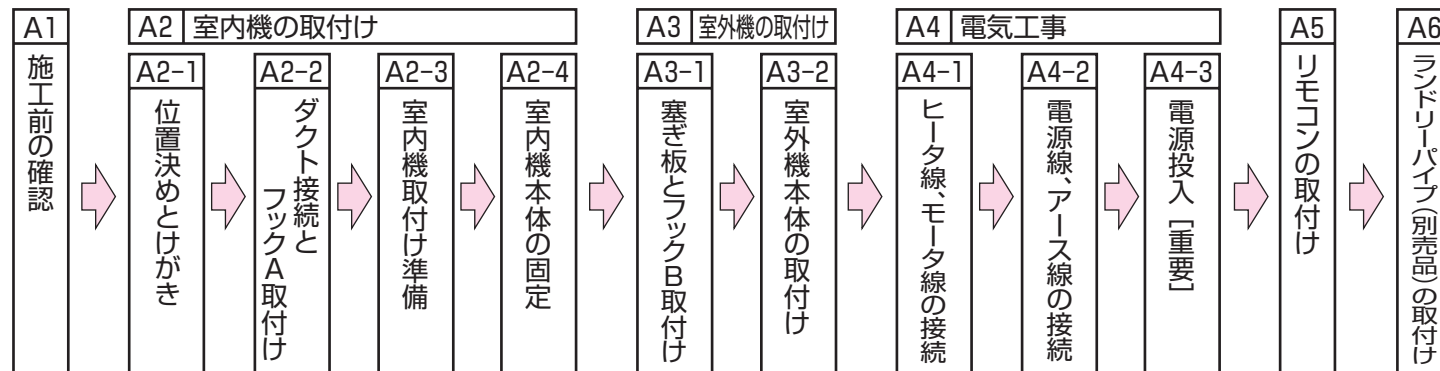 A1
施工前の確認
A2 室内機の取付け
A2-1
位置決めとけがき
A2-2
ダクト接続と
フックA取付け
A2-3
室内機取付け準備
A2-4
室内機本体の固定
A3 室外機の取付け
A3-1
塞ぎ板とフックB取付け
A3-2
室外機本体の取付け
A4 電気工事
A4-1
ヒータ線、モータ線の接続
A4-2
電源線、アース線の接続
A4-3
電源投入［重要］
A5
リモコンの取付け
A6
ランドリーパイプ(別売品)の取付け